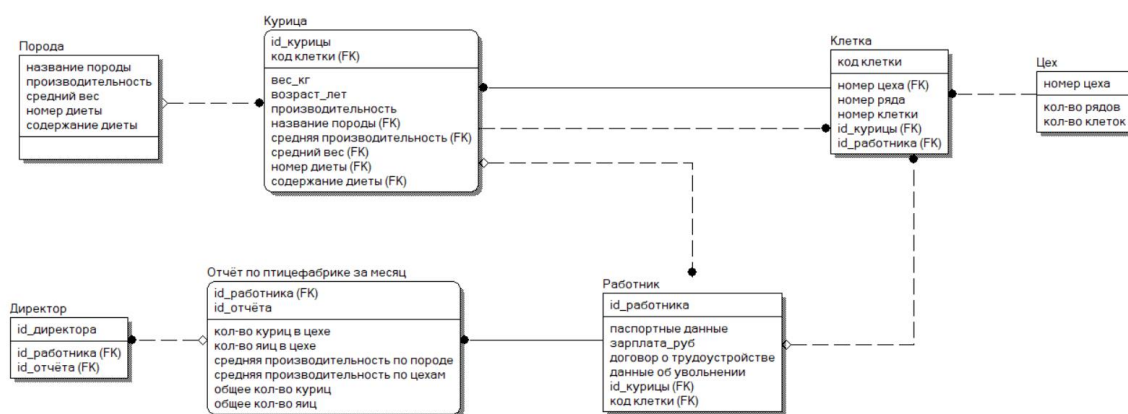 Порода
название породы
производительность
средний вес
номер диеты
содержание диеты
Курица
id_курицы
код клетки (FK)
вес_кг
возраст_лет
производительность
название породы (FK)
средняя производительность (FK)
средний вес (FK)
номер диеты (FK)
содержание диеты (FK)
Клетка
код клетки
номер цеха (FK)
номер ряда
номер клетки
id_курицы (FK)
id_работника (FK)
Цех
номер цеха
кол-во рядов
кол-во клеток
Директор
id_директора
id_работника (FK)
id_отчёта (FK)
Отчёт по птицефабрике за месяц
id_работника (FK)
id_отчёта
кол-во куриц в цехе
кол-во яиц в цехе
средняя производительность по породе
средняя производительность по цехам
общее кол-во куриц
общее кол-во яиц
Работник
id_работника
паспортные данные
зарплата_руб
договор о трудоустройстве
данные об увольнении
id_курицы (FK)
код клетки (FK)